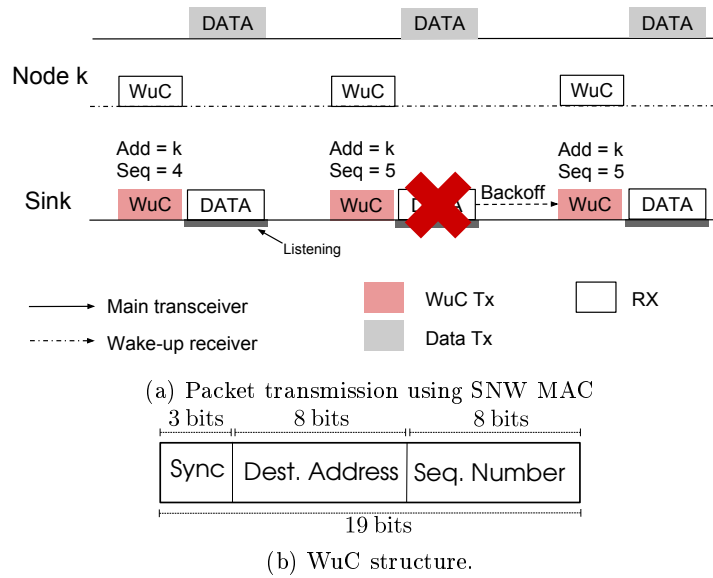 DATA DATA DATA
Node k
WuC WuC WuC
Add = k Add = k Add = k
Seq = 4 Seq = 5 Seq = 5
Sink
WuC DATA WuC Backoff WuC DATA
Listening
Main transceiver WuC Tx RX
Wake-up receiver Data Tx
(a) Packet transmission using SNW MAC
3 bits 8 bits 8 bits
Sync Dest. Address Seq. Number
19 bits
(b) WuC structure.